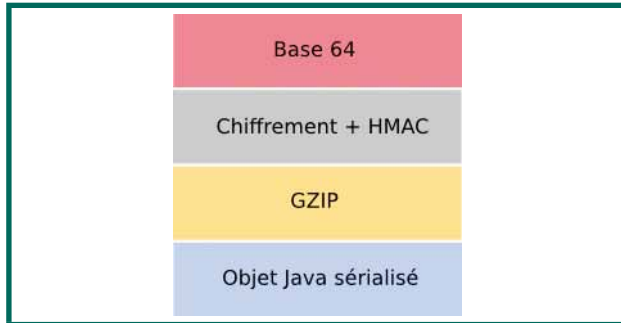 Base 64
Chiffrement + HMAC
GZIP
Objet Java sérialisé